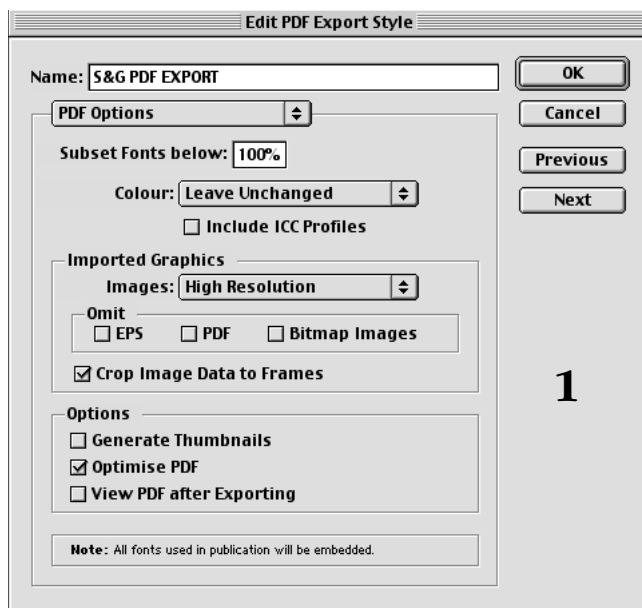 Edit PDF Export Style
Name: S&G PDF EXPORT
OK
PDF Options
Cancel
Subset Fonts below: 100%
Previous
Colour: Leave Unchanged
Next
Include ICC Profiles
Imported Graphics
Images: High Resolution
Omit
EPS PDF Bitmap Images
Crop Image Data to Frames
1
Options
Generate Thumbnails
Optimise PDF
View PDF after Exporting
Note: All fonts used in publication will be embedded.